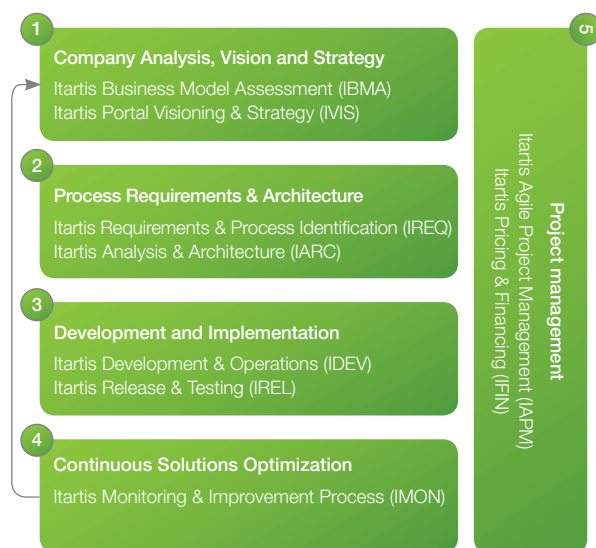 1
Company Analysis, Vision and Strategy
Itartis Business Model Assessment (IBMA)
Itartis Portal Visioning & Strategy (IVIS)
2
Process Requirements & Architecture
Itartis Requirements & Process Identification (IREQ)
Itartis Analysis & Architecture (IARC)
3
Development and Implementation
Itartis Development & Operations (IDEV)
Itartis Release & Testing (IREL)
4
Continuous Solutions Optimization
Itartis Monitoring & Improvement Process (IMON)
5
Project management
Itartis Agile Project Management (IAPM)
Itartis Pricing & Financing (IFIN)